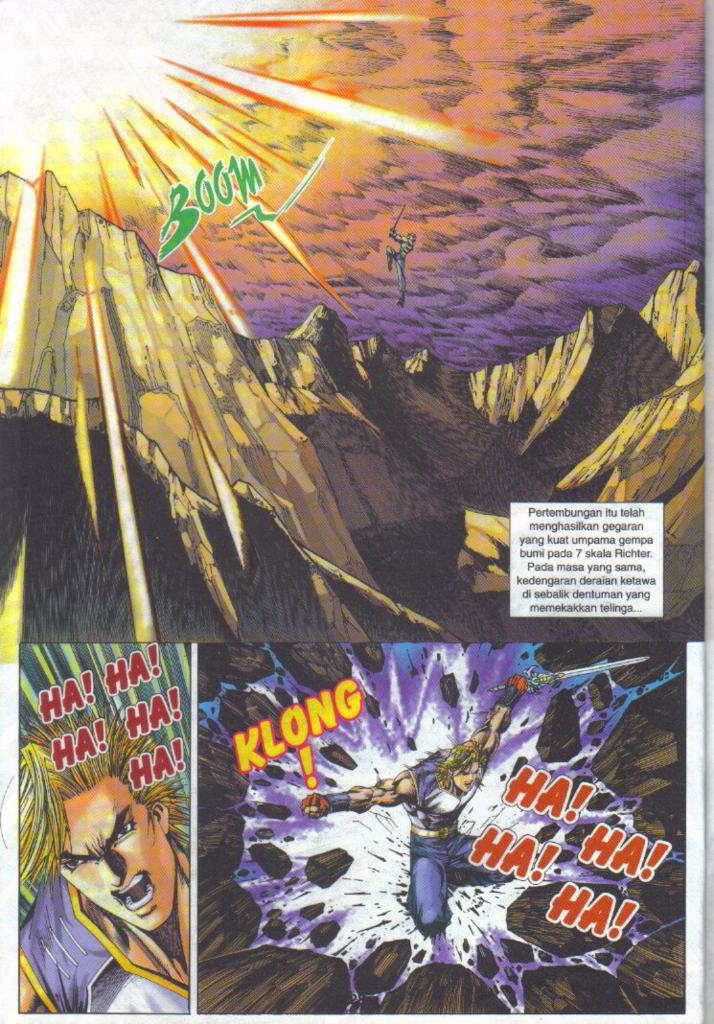 BOOM
Pertembungan itu telah
menghasilkan gegaran
yang kuat umpama gempa
bumi pada 7 skala Richter.
Pada masa yang sama,
kedengaran deraian ketawa
di sebalik dentuman yang
memekakkan telinga...
HA! HA!
HA! HA!
HA!
KLONG
!
HA!
HA! HA!
HA!